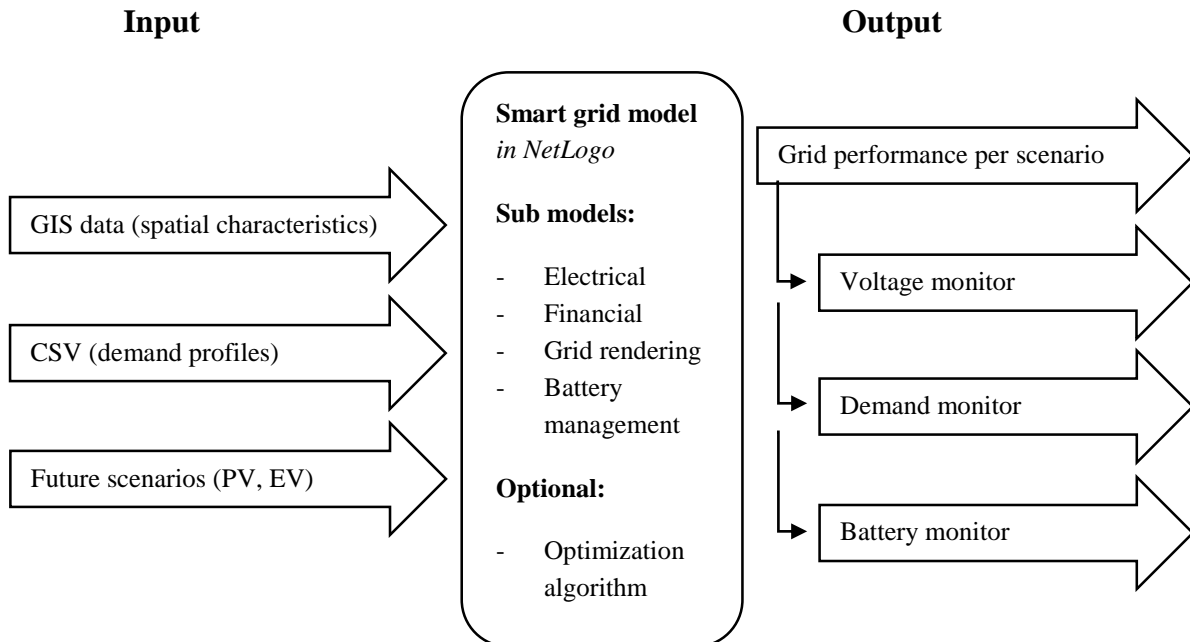 Input
Output
GIS data (spatial characteristics)
CSV (demand profiles)
Future scenarios (PV, EV)
Smart grid model
in NetLogo
Sub models:
- Electrical
- Financial
- Grid rendering
- Battery
management
Optional:
- Optimization
algorithm
Grid performance per scenario
Voltage monitor
Demand monitor
Battery monitor